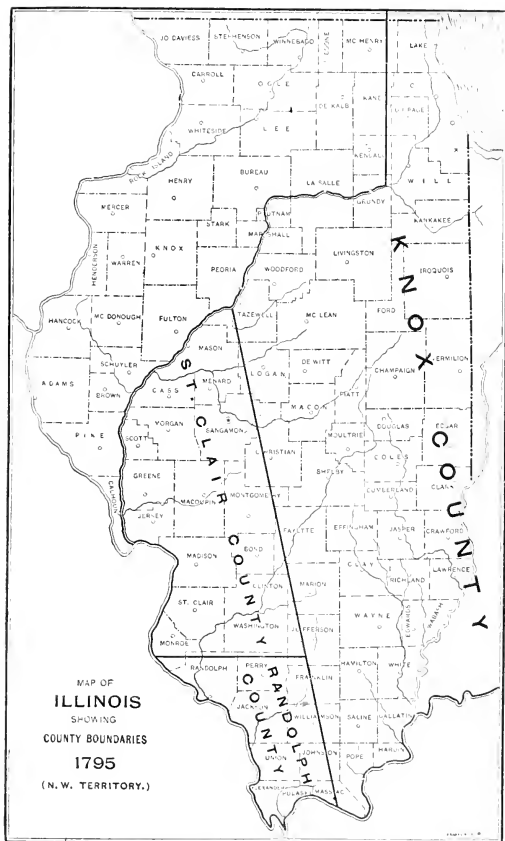 JO DAVIESS
STEPHENSON
WINNEBAGO
BOONE
MC HENRY
LAKE
CARROLL
OGLE
DE KALB
KANE
DU PAGE
C
WHITESIDE
LEE
KENDALL
WILL
ROCK ISLAND
HENRY
BUREAU
LA SALLE
GRUNDY
MERCER
PUTNAM
KANKAKEE
STARK
MARSHALL
KNOX
HENDERSON
WARREN
PEORIA
WOODFORD
LIVINGSTON
IROQUOIS
FORD
HANCOCK
MC DONOUGH
FULTON
TAZEWELL
MC LEAN
MASON
SCHUYLER
LOGAN
DE WITT
CHAMPAIGN
VERMILION
ADAMS
BROWN
CASS
MENARD
PIATT
MACON
MORGAN
SANGAMON
DOUGLAS
EDGAR
PIKE
SCOTT
CHRISTIAN
MOULTRIE
COLES
SHELBY
GREENE
CUMBERLAND
CLARK
CALHOUN
MACOUPIN
MONTGOMERY
JERSEY
FAYETTE
EFFINGHAM
JASPER
CRAWFORD
MADISON
BOND
CLAY
MARION
RICHLAND
LAWRENCE
CLINTON
ST. CLAIR
WAYNE
EDWARDS
WABASH
WASHINGTON
JEFFERSON
MONROE
RANDOLPH
PERRY
HAMILTON
WHITE
FRANKLIN
JACKSON
WILLIAMSON
SALINE
GALLATIN
UNION
JOHNSON
POPE
HARDIN
ALEXANDER
PULASKI
MASSAC
KNOX COUNTY
ST. CLAIR COUNTY
RANDOLPH COUNTY
MAP OF
ILLINOIS
SHOWING
COUNTY BOUNDARIES
1795
(N.W. TERRITORY.)